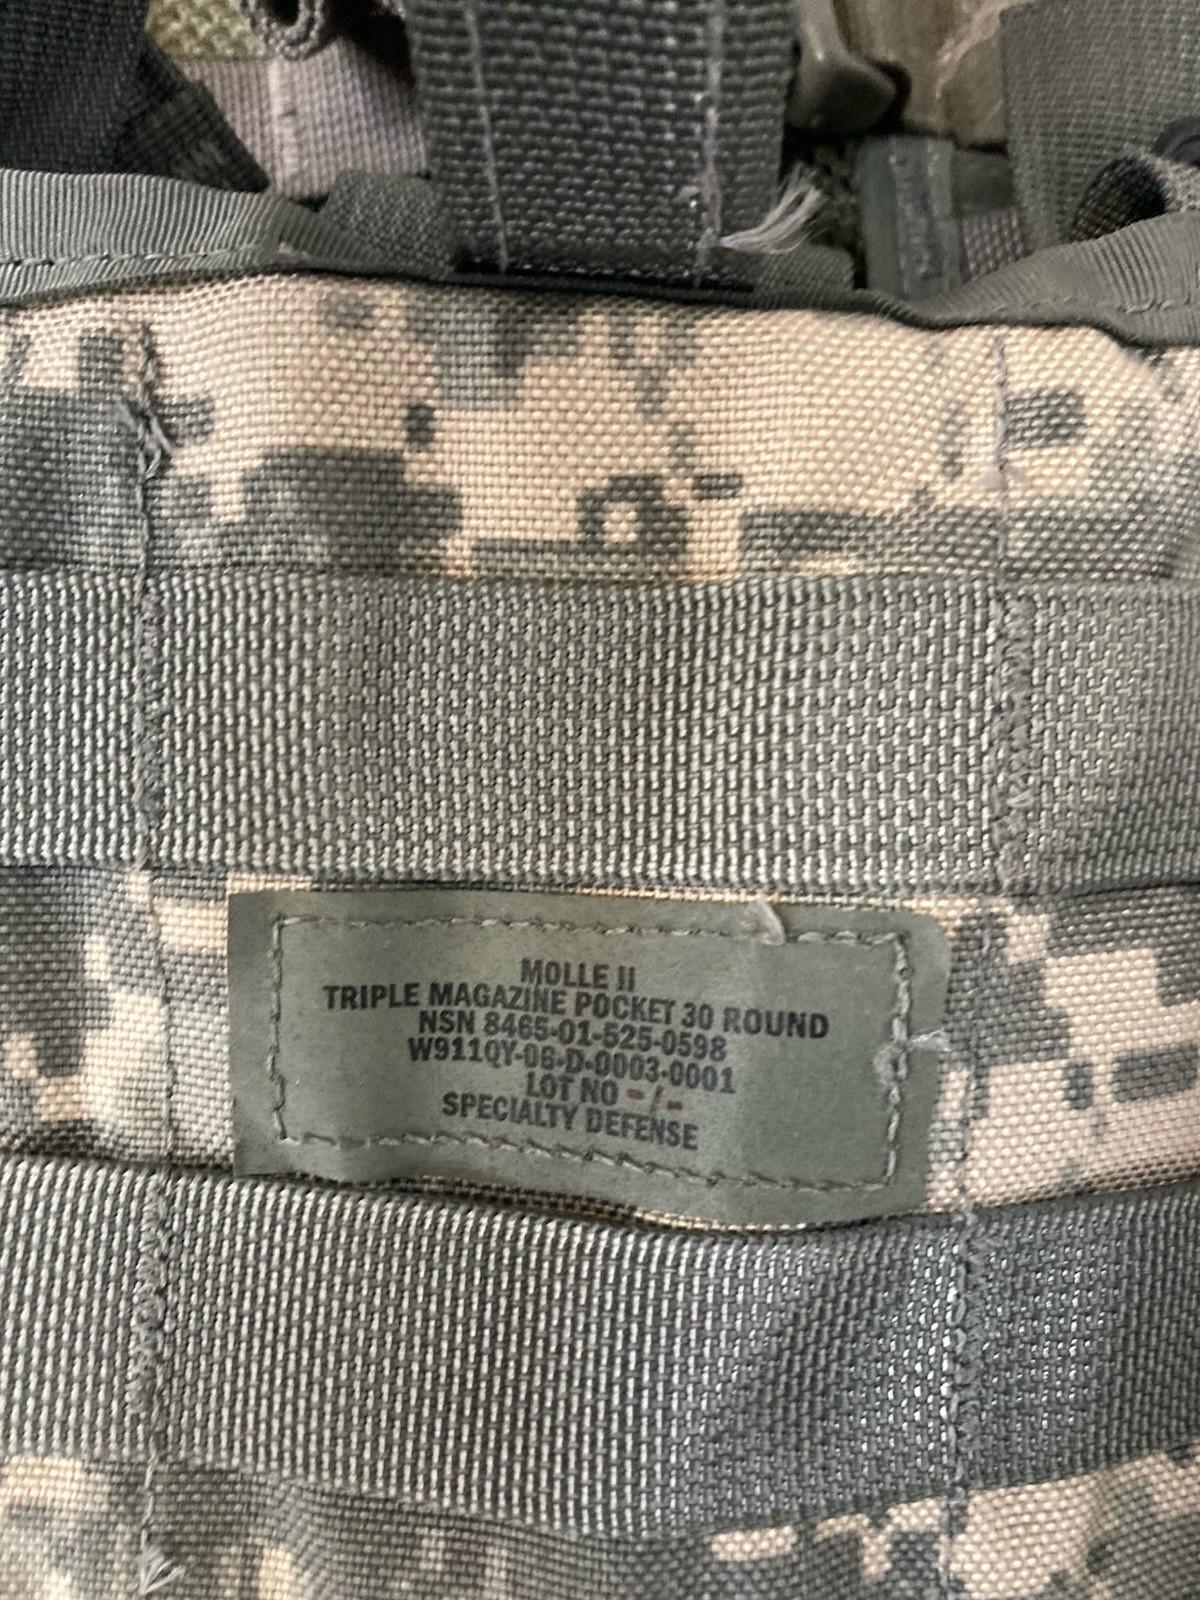 MOLLE II
TRIPLE MAGAZINE POCKET 30 ROUND
NSN 8465-01-525-0598
W911QY-06-D-0003-0001
LOT NO -/-
SPECIALTY DEFENSE